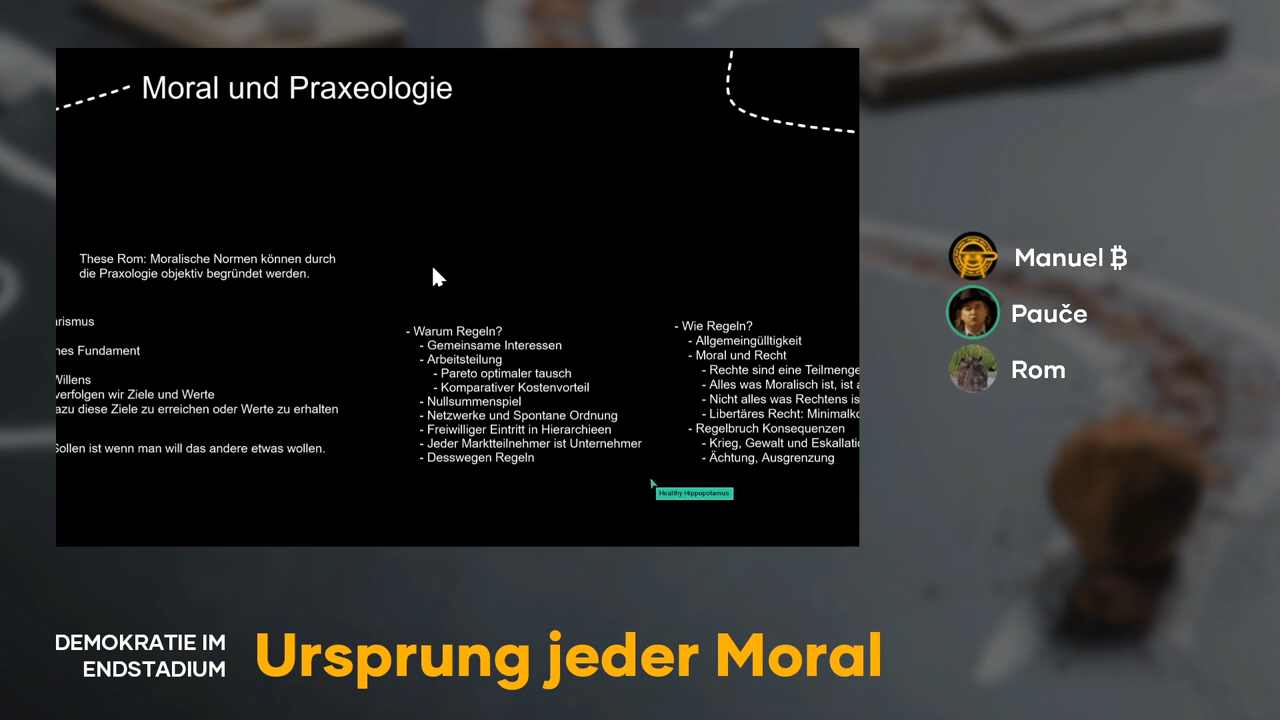 Moral und Praxeologie
These Rom: Moralische Normen können durch
die Praxologie objektiv begründet werden.
arismus
nes Fundament
Willens
verfolgen wir Ziele und Werte
azu diese Ziele zu erreichen oder Werte zu erhalten
Sollen ist wenn man will das andere etwas wollen.
- Warum Regeln?
- Gemeinsame Interessen
- Arbeitsteilung
- Pareto optimaler tausch
- Komparativer Kostenvorteil
- Nullsummenspiel
- Netzwerke und Spontane Ordnung
- Freiwilliger Eintritt in Hierarchieen
- Jeder Marktteilnehmer ist Unternehmer
- Desswegen Regeln
- Wie Regeln?
- Allgemeingülltigkeit
- Moral und Recht
- Rechte sind eine Teilmenge
- Alles was Moralisch ist, ist a
- Nicht alles was Rechtens is
- Libertäres Recht: Minimalko
- Regelbruch Konsequenzen
- Krieg, Gewalt und Eskallatio
- Ächtung, Ausgrenzung
Healthy Hippopotamus
Manuel ₿
Pauče
Rom
DEMOKRATIE IM
ENDSTADIUM
Ursprung jeder Moral